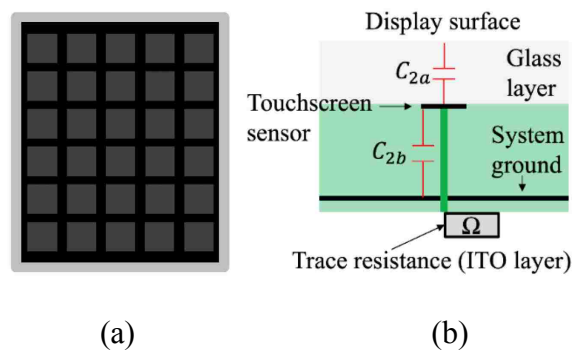 Display surface
C2a
Glass
layer
Touchscreen
sensor
C2b
System
ground
Ω
Trace resistance (ITO layer)
(a)
(b)